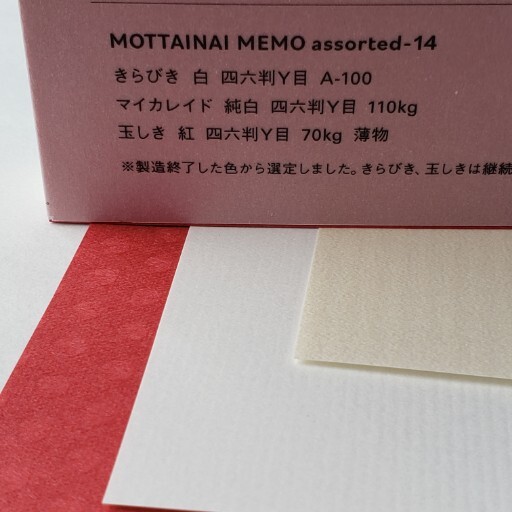 MOTTAINAI MEMO assorted-14
きらびき 白 四六判Y目 A-100
マイカレイド 純白 四六判Y目 110kg
玉しき 紅 四六判Y目 70kg 薄物
※製造終了した色から選定しました。きらびき、玉しきは継続